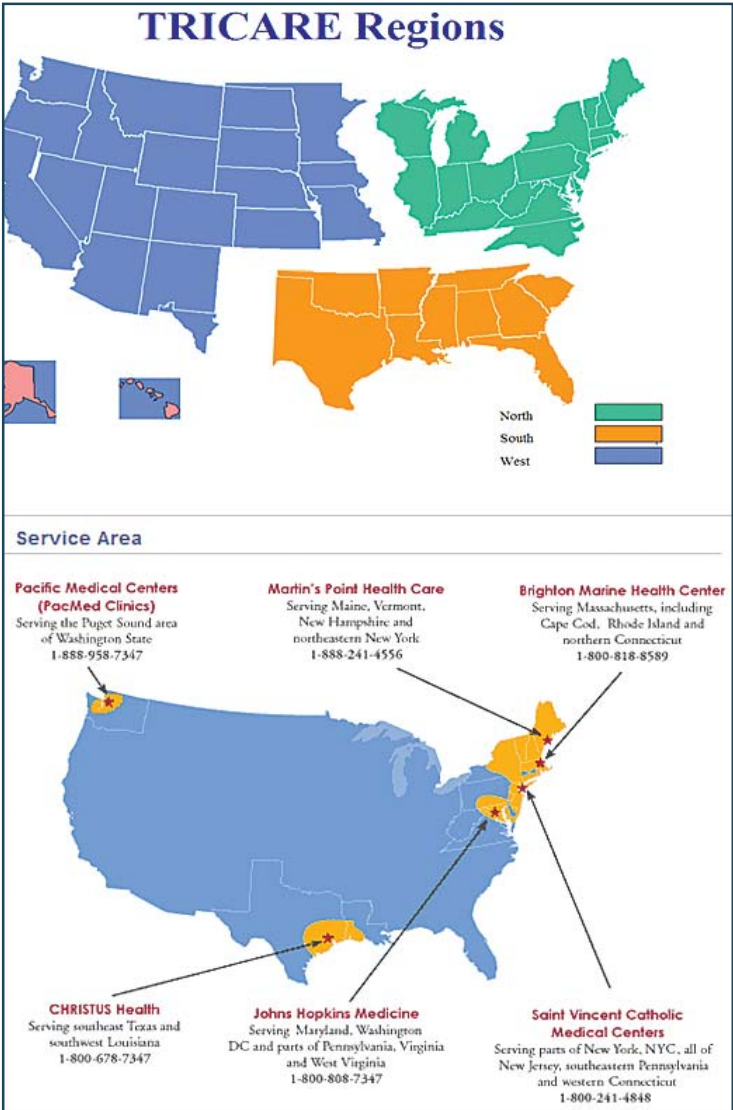 TRICARE Regions
North
South
West
Service Area
Pacific Medical Centers
(PacMed Clinics)
Serving the Puget Sound area
of Washington State
1-888-958-7347
Martin's Point Health Care
Serving Maine, Vermont,
New Hampshire and
northeastern New York
1-888-241-4556
Brighton Marine Health Center
Serving Massachusetts, including
Cape Cod, Rhode Island and
northern Connecticut
1-800-818-8589
CHRISTUS Health
Serving southeast Texas and
southwest Louisiana
1-800-678-7347
Johns Hopkins Medicine
Serving Maryland, Washington
DC and parts of Pennsylvania, Virginia
and West Virginia
1-800-808-7347
Saint Vincent Catholic
Medical Centers
Serving parts of New York, NYC, all of
New Jersey, southeastern Pennsylvania
and western Connecticut
1-800-241-4848